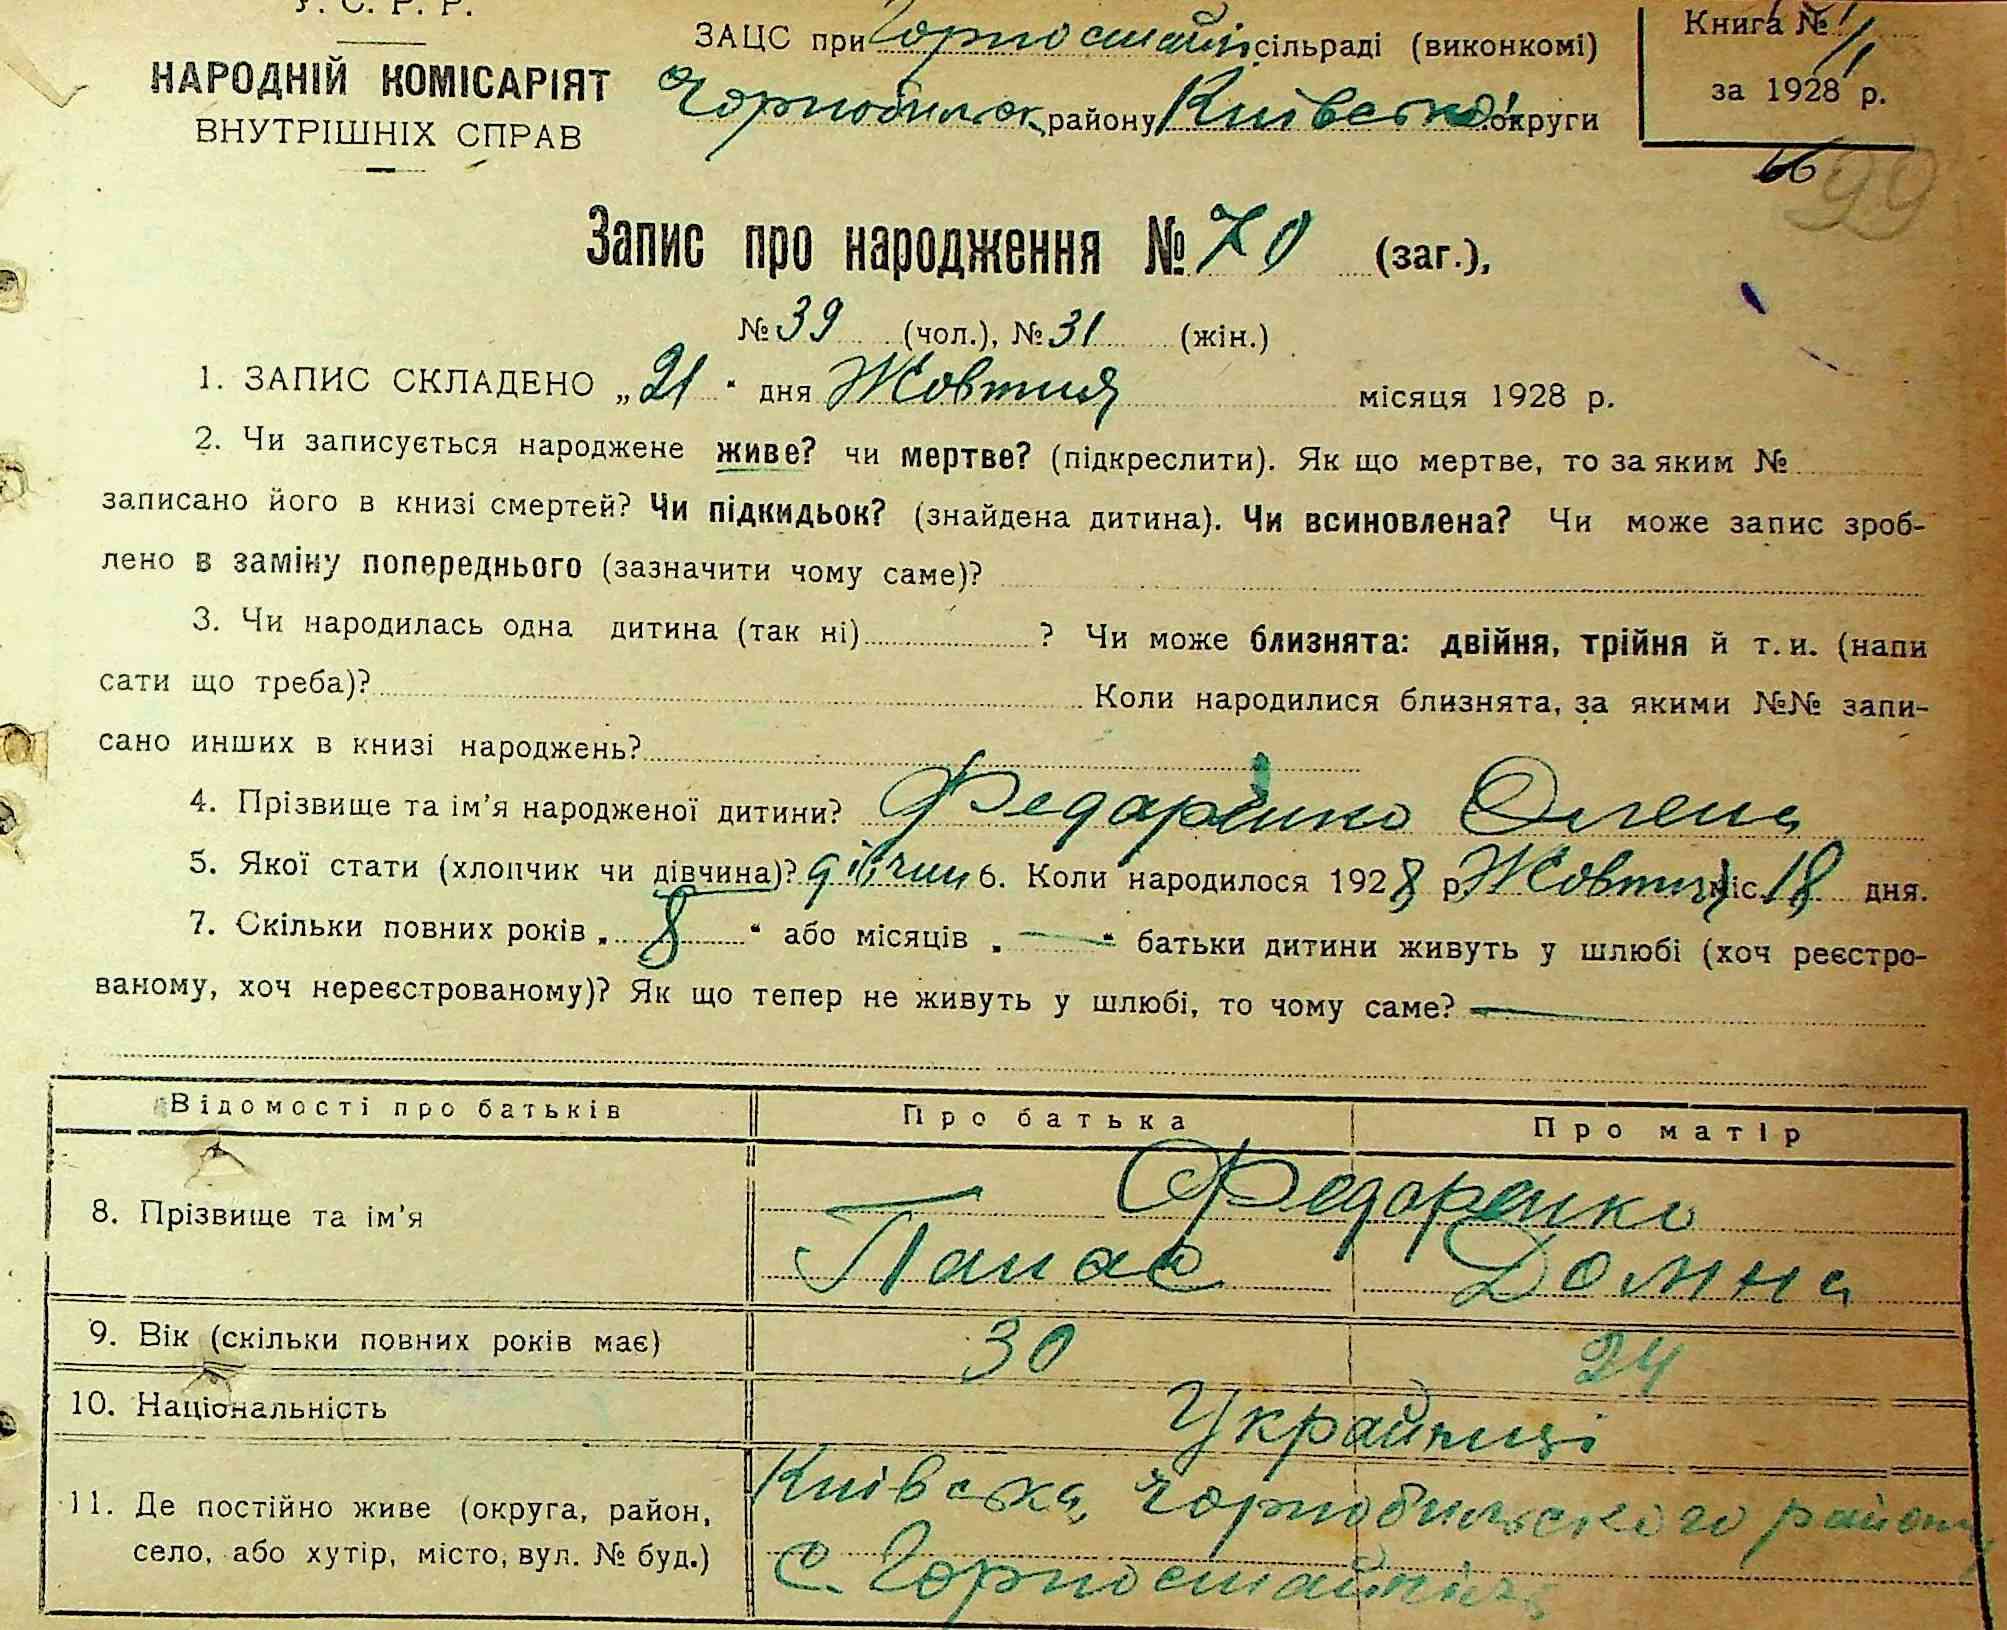 У. С. Р. Р.
НАРОДНІЙ КОМІСАРІЯТ
ВНУТРІШНІХ СПРАВ
ЗАЦС при Горностайп. сільраді (виконкомі)
Чорнобильськ. району Київської округи
Книга № 1/1
за 1928 р.
66 99
Запис про народження № 70 (заг.),
№ 39 (чол.), № 31 (жін.)
1. ЗАПИС СКЛАДЕНО „21" дня Жовтня місяця 1928 р.
2. Чи записується народжене живе? чи мертве? (підкреслити). Як що мертве, то за яким №
записано його в книзі смертей? Чи підкидьок? (знайдена дитина). Чи всиновлена? Чи може запис зроб-
лено в заміну попереднього (зазначити чому саме)?
3. Чи народилась одна дитина (так ні) ? Чи може близнята: двійня, трійня й т. и. (напи
сати що треба)? Коли народилися близнята, за якими №№ запи-
сано инших в книзі народжень?
4. Прізвище та ім'я народженої дитини? Федаренко Олена
5. Якої стати (хлопчик чи дівчина)? дівчин 6. Коли народилося 1928 р Жовтня міс. 18 дня.
7. Скільки повних років „ 8 " або місяців „ — " батьки дитини живуть у шлюбі (хоч реєстро-
ваному, хоч нереєстрованому)? Як що тепер не живуть у шлюбі, то чому саме? —
Відомості про батьків Про батька Про матір
8. Прізвище та ім'я Федаренко
Панас Домна
9. Вік (скільки повних років має) 30 24
10. Національність Українці
11. Де постійно живе (округа, район, Київська, Чорнобильского району
село, або хутір, місто, вул. № буд.) с. Горностайпіль